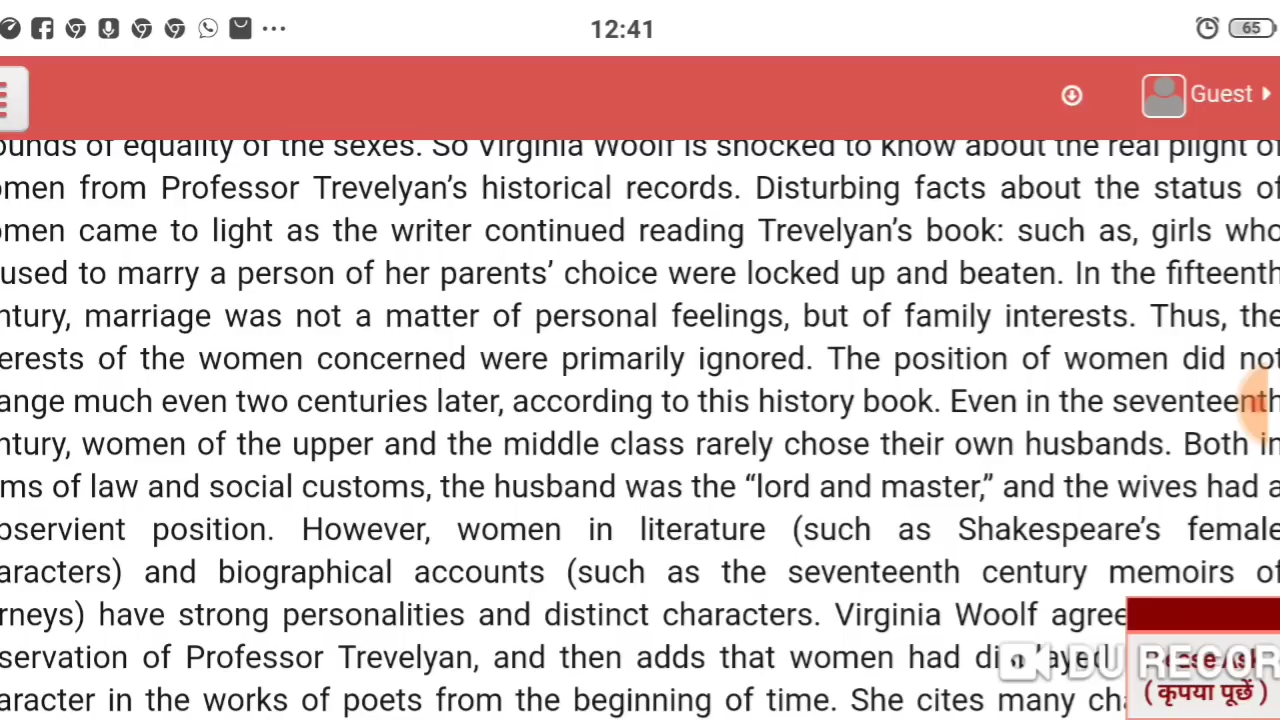 12:41
65
Guest
of equality of the sexes. So Virginia Woolf is shocked to know about the real plight of
from Professor Trevelyan’s historical records. Disturbing facts about the status of
came to light as the writer continued reading Trevelyan’s book: such as, girls who
used to marry a person of her parents’ choice were locked up and beaten. In the fifteenth
ntury, marriage was not a matter of personal feelings, but of family interests. Thus, the
erests of the women concerned were primarily ignored. The position of women did not
ange much even two centuries later, according to this history book. Even in the seventeenth
ntury, women of the upper and the middle class rarely chose their own husbands. Both in
ms of law and social customs, the husband was the “lord and master,” and the wives had a
bservient position. However, women in literature (such as Shakespeare’s female
aracters) and biographical accounts (such as the seventeenth century memoirs of
rneys) have strong personalities and distinct characters. Virginia Woolf agree
servation of Professor Trevelyan, and then adds that women had
DU RECOR
(कृपया पूछें )
aracter in the works of poets from the beginning of time. She cites many